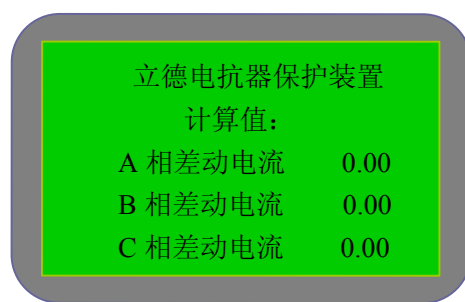 立德电抗器保护装置
计算值：
A 相差动电流 0.00
B 相差动电流 0.00
C 相差动电流 0.00